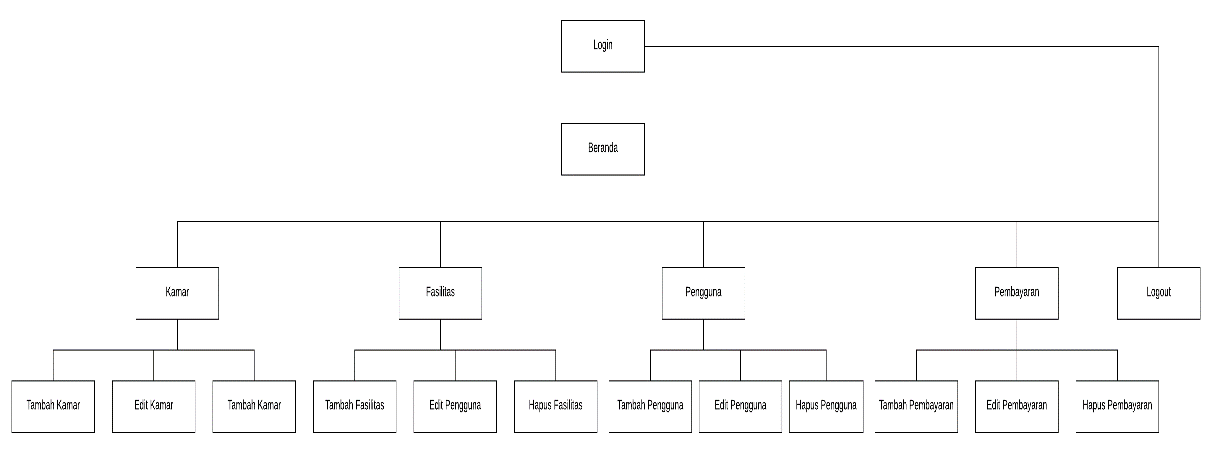 Login
Beranda
Kamar
Fasilitas
Pengguna
Pembayaran
Logout
Tambah Kamar
Edit Kamar
Tambah Kamar
Tambah Fasilitas
Edit Pengguna
Hapus Fasilitas
Tambah Pengguna
Edit Pengguna
Hapus Pengguna
Tambah Pembayaran
Edit Pembayaran
Hapus Pembayaran